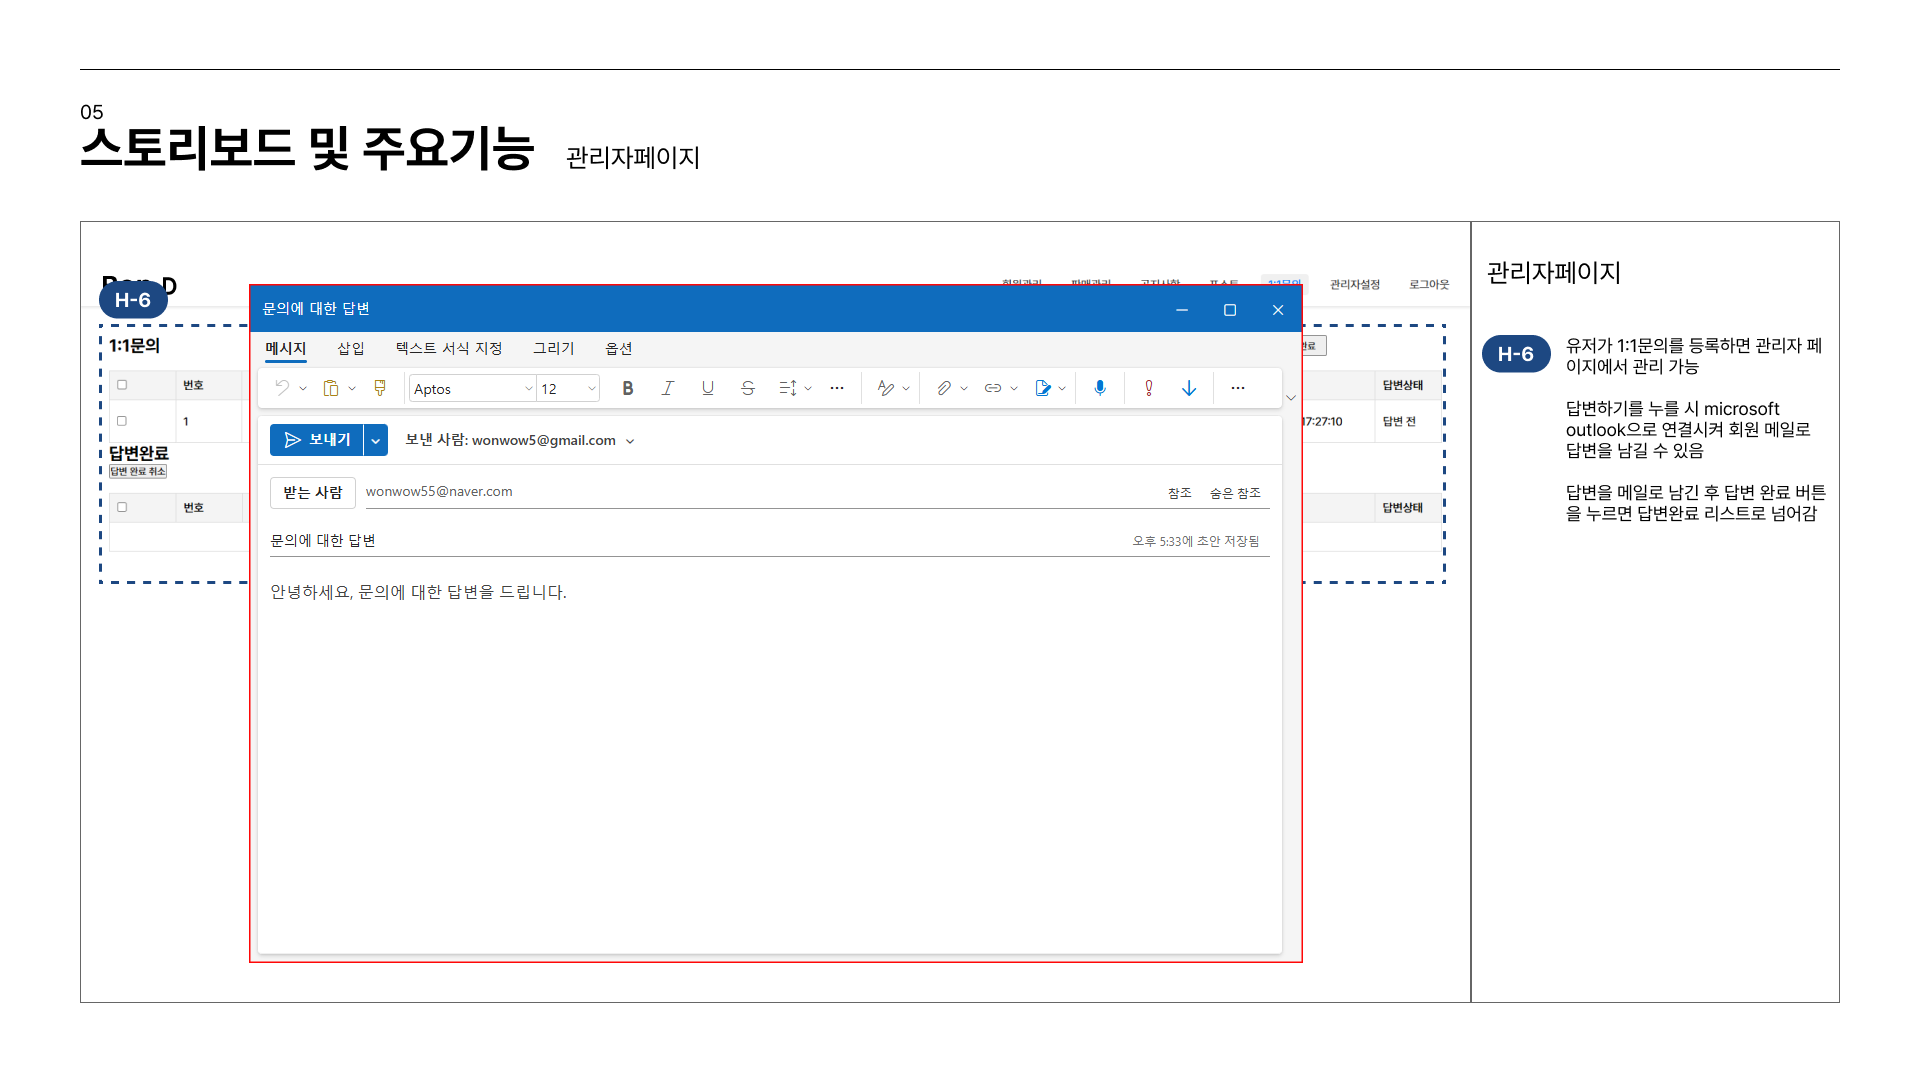 05
스토리보드 및 주요기능 관리자페이지
관리자설정 로그아웃
H-6
1:1문의
번호
답변상태
1
17:27:10
답변 전
답변완료
답변 완료 취소
번호
답변상태
문의에 대한 답변
메시지 삽입 텍스트 서식 지정 그리기 옵션
Aptos 12
보내기 보낸 사람: wonwow5@gmail.com
받는 사람 wonwow55@naver.com 참조 숨은 참조
문의에 대한 답변 오후 5:33에 초안 저장됨
안녕하세요, 문의에 대한 답변을 드립니다.
관리자페이지
H-6
유저가 1:1문의를 등록하면 관리자 페
이지에서 관리 가능
답변하기를 누를 시 microsoft
outlook으로 연결시켜 회원 메일로
답변을 남길 수 있음
답변을 메일로 남긴 후 답변 완료 버튼
을 누르면 답변완료 리스트로 넘어감